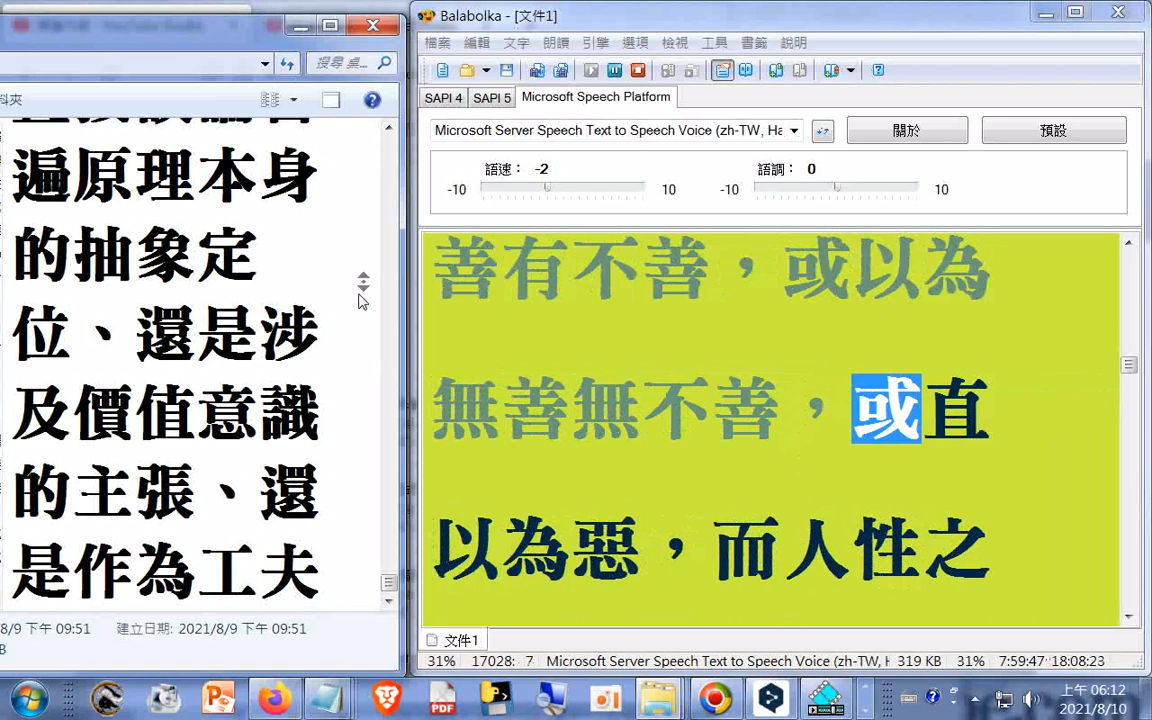 遍原理本身
的抽象定
位、還是涉
及價值意識
的主張、還
是作為工夫
搜尋 桌...
料夾
8/9 下午 09:51 建立日期: 2021/8/9 下午 09:51
B
Balabolka - [文件1]
檔案 編輯 文字 朗讀 引擎 選項 檢視 工具 書籤 說明
SAPI 4 SAPI 5 Microsoft Speech Platform
Microsoft Server Speech Text to Speech Voice (zh-TW, Ha
關於 預設
語速： -2 語調： 0
-10 10 -10 10
善有不善，或以為
無善無不善，或直
以為惡，而人性之
文件1
31% 17028: 7 Microsoft Server Speech Text to Speech Voice (zh-TW, H 319 KB 31% 7:59:47·18:08:23
PDF
上午 06:12
2021/8/10